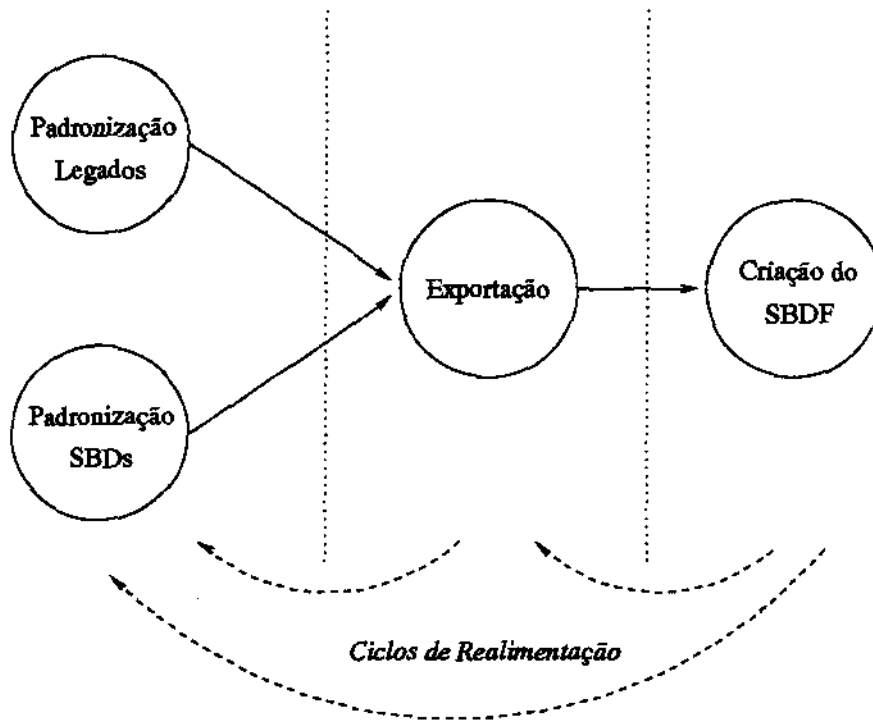 Padronização
Legados
Exportação
Criação do
SBDF
Padronização
SBDs
Ciclos de Realimentação